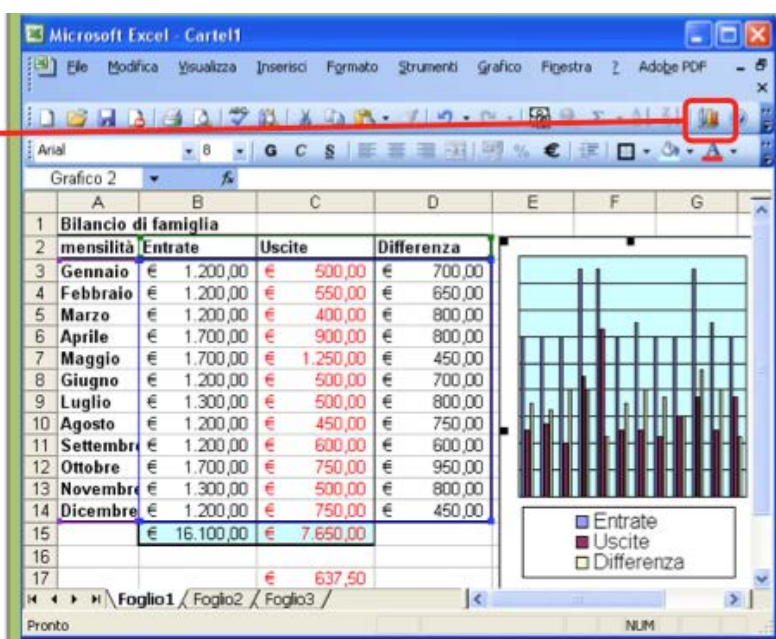 Microsoft Excel - Cartel1
File Modifica Visualizza Inserisci Formato Strumenti Grafico Finestra ? Adobe PDF
Arial 8 G C S % €
Grafico 2 fx
A B C D E F G
1 Bilancio di famiglia
2 mensilità Entrate Uscite Differenza
3 Gennaio € 1.200,00 € 500,00 € 700,00
4 Febbraio € 1.200,00 € 550,00 € 650,00
5 Marzo € 1.200,00 € 400,00 € 800,00
6 Aprile € 1.700,00 € 900,00 € 800,00
7 Maggio € 1.700,00 € 1.250,00 € 450,00
8 Giugno € 1.200,00 € 500,00 € 700,00
9 Luglio € 1.300,00 € 500,00 € 800,00
10 Agosto € 1.200,00 € 450,00 € 750,00
11 Settembr € 1.200,00 € 600,00 € 600,00
12 Ottobre € 1.700,00 € 750,00 € 950,00
13 Novembre € 1.300,00 € 500,00 € 800,00
14 Dicembre € 1.200,00 € 750,00 € 450,00
15 € 16.100,00 € 7.650,00
16
17 € 637,50
Entrate
Uscite
Differenza
Foglio1 / Foglio2 / Foglio3 /
Pronto NUM